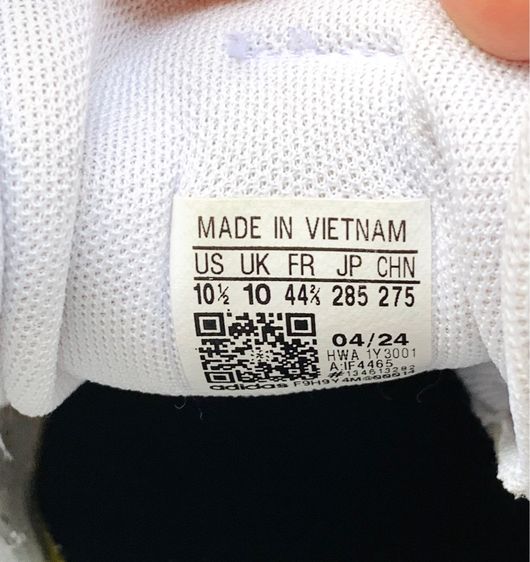 MADE IN VIETNAM
US UK FR JP CHN
10½ 10 44⅔ 285 275
04/24
HWA 1Y3001
A:IF4465
adidas